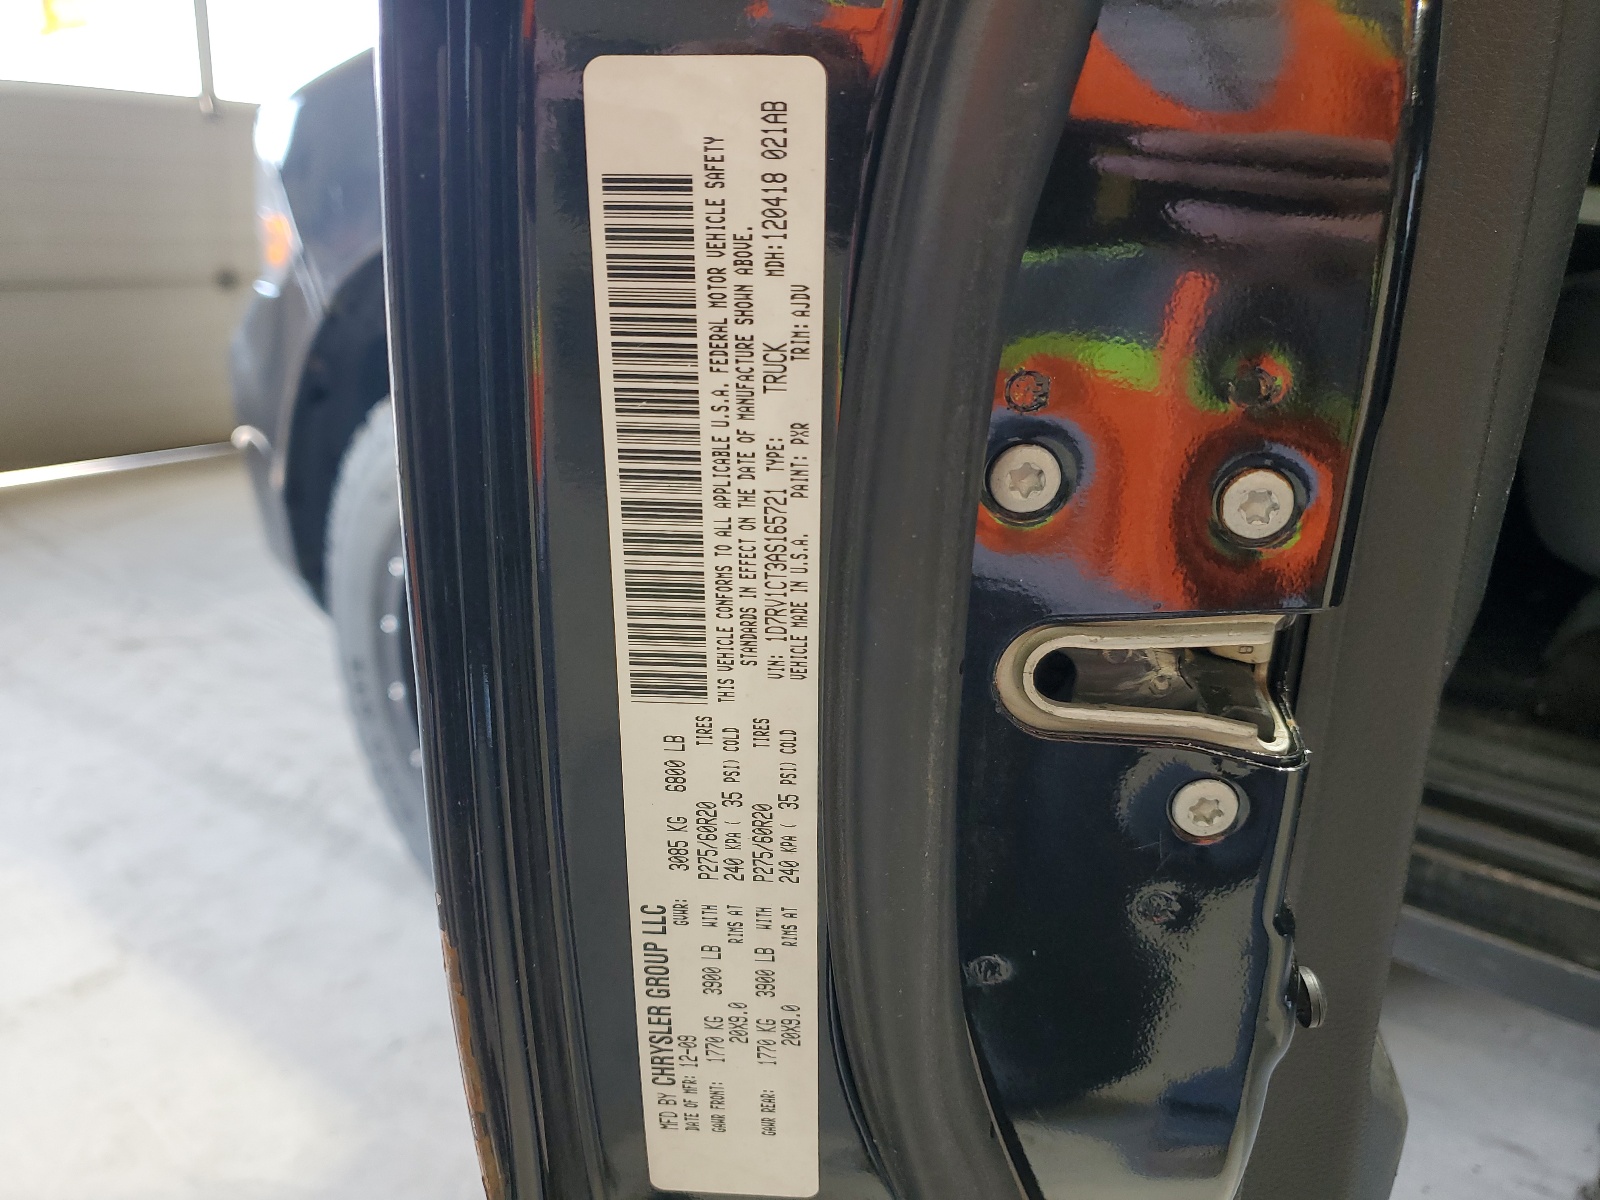 MFD BY CHRYSLER GROUP LLC
DATE OF MFR: 12-09 GVWR: 3085 KG 6800 LB
GAWR FRONT: 1770 KG 3900 LB WITH P275/60R20 TIRES
20X9.0 RIMS AT 240 KPA ( 35 PSI) COLD
GAWR REAR: 1770 KG 3900 LB WITH P275/60R20 TIRES
20X9.0 RIMS AT 240 KPA ( 35 PSI) COLD
THIS VEHICLE CONFORMS TO ALL APPLICABLE U.S.A. FEDERAL MOTOR VEHICLE SAFETY
STANDARDS IN EFFECT ON THE DATE OF MANUFACTURE SHOWN ABOVE.
VIN: 1D7RV1CT3AS165721 TYPE: TRUCK MDH: 120418 021AB
VEHICLE MADE IN U.S.A. PAINT: PXR TRIM: AJDV